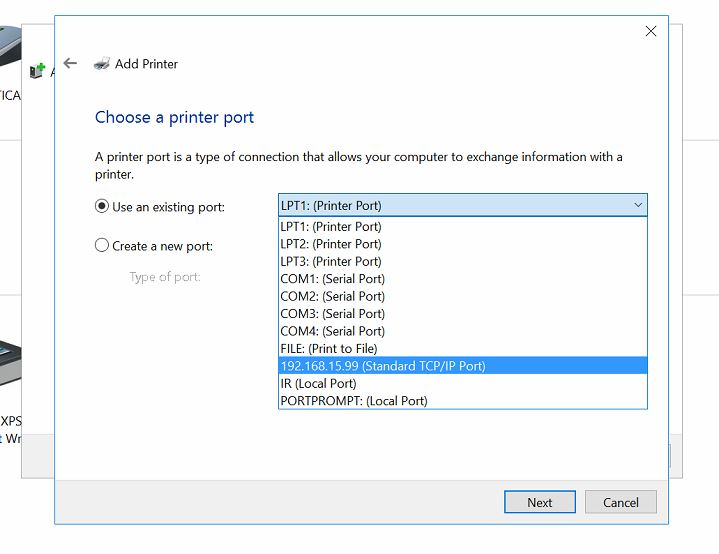 Add Printer
TICA
A
Choose a printer port
A printer port is a type of connection that allows your computer to exchange information with a
printer.
Use an existing port:
LPT1: (Printer Port)
LPT1: (Printer Port)
LPT2: (Printer Port)
Create a new port:
LPT3: (Printer Port)
Type of port:
COM1: (Serial Port)
COM2: (Serial Port)
COM3: (Serial Port)
COM4: (Serial Port)
FILE: (Print to File)
192.168.15.99 (Standard TCP/IP Port)
IR (Local Port)
PORTPROMPT: (Local Port)
XPS
t Wr
Next
Cancel